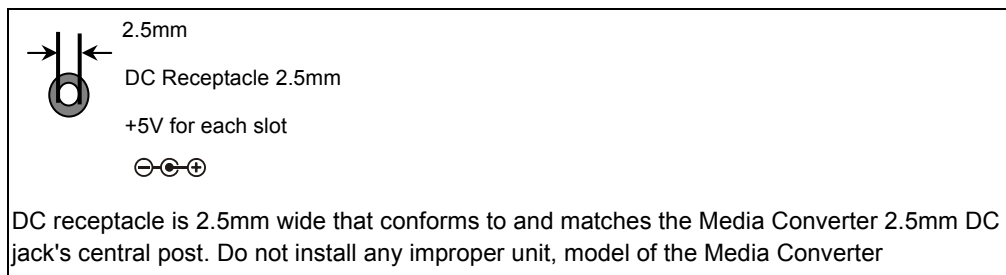 2.5mm
DC Receptacle 2.5mm
+5V for each slot
DC receptacle is 2.5mm wide that conforms to and matches the Media Converter 2.5mm DC
jack's central post. Do not install any improper unit, model of the Media Converter